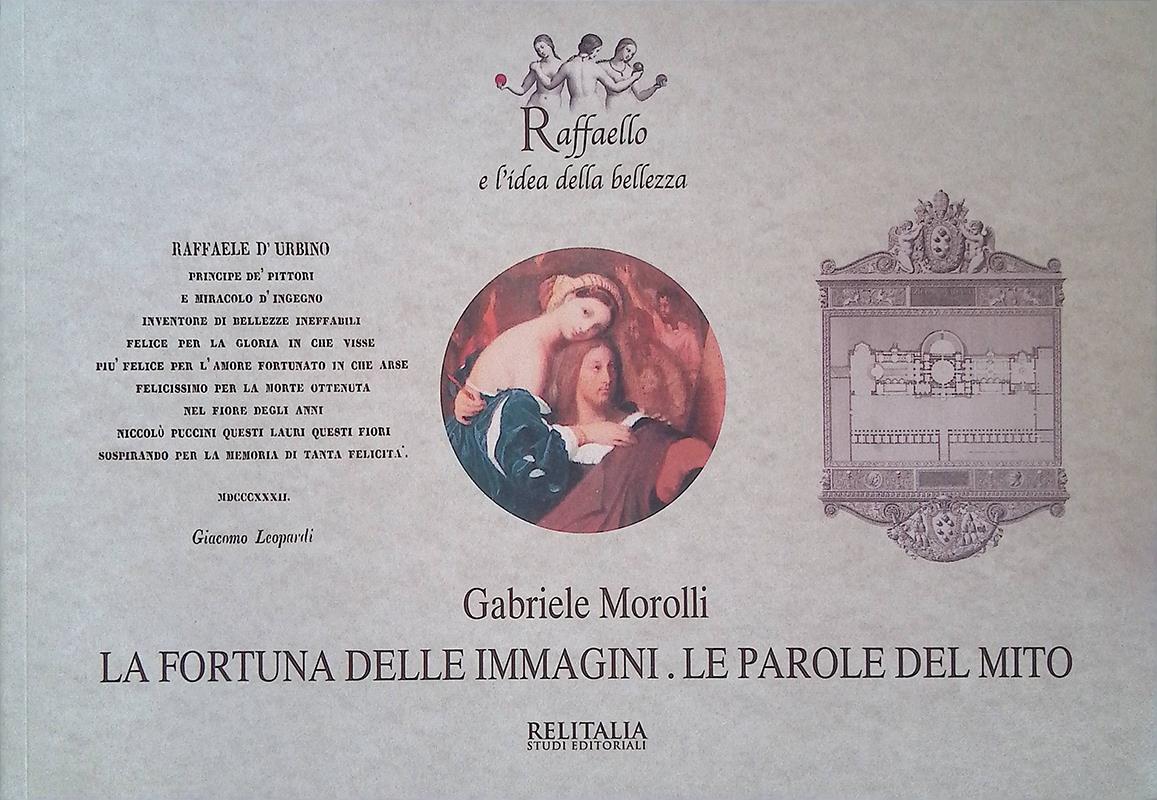 Raffaello
e l'idea della bellezza
RAFFAELE D' URBINO
PRINCIPE DE' PITTORI
E MIRACOLO D' INGEGNO
INVENTORE DI BELLEZZE INEFFABILI
FELICE PER LA GLORIA IN CHE VISSE
PIU' FELICE PER L' AMORE FORTUNATO IN CHE ARSE
FELICISSIMO PER LA MORTE OTTENUTA
NEL FIORE DEGLI ANNI
NICCOLÒ PUCCINI QUESTI LAURI QUESTI FIORI
SOSPIRANDO PER LA MEMORIA DI TANTA FELICITA'.
MDCCCXXXII.
Giacomo Leopardi
Gabriele Morolli
LA FORTUNA DELLE IMMAGINI . LE PAROLE DEL MITO
RELITALIA
STUDI EDITORIALI